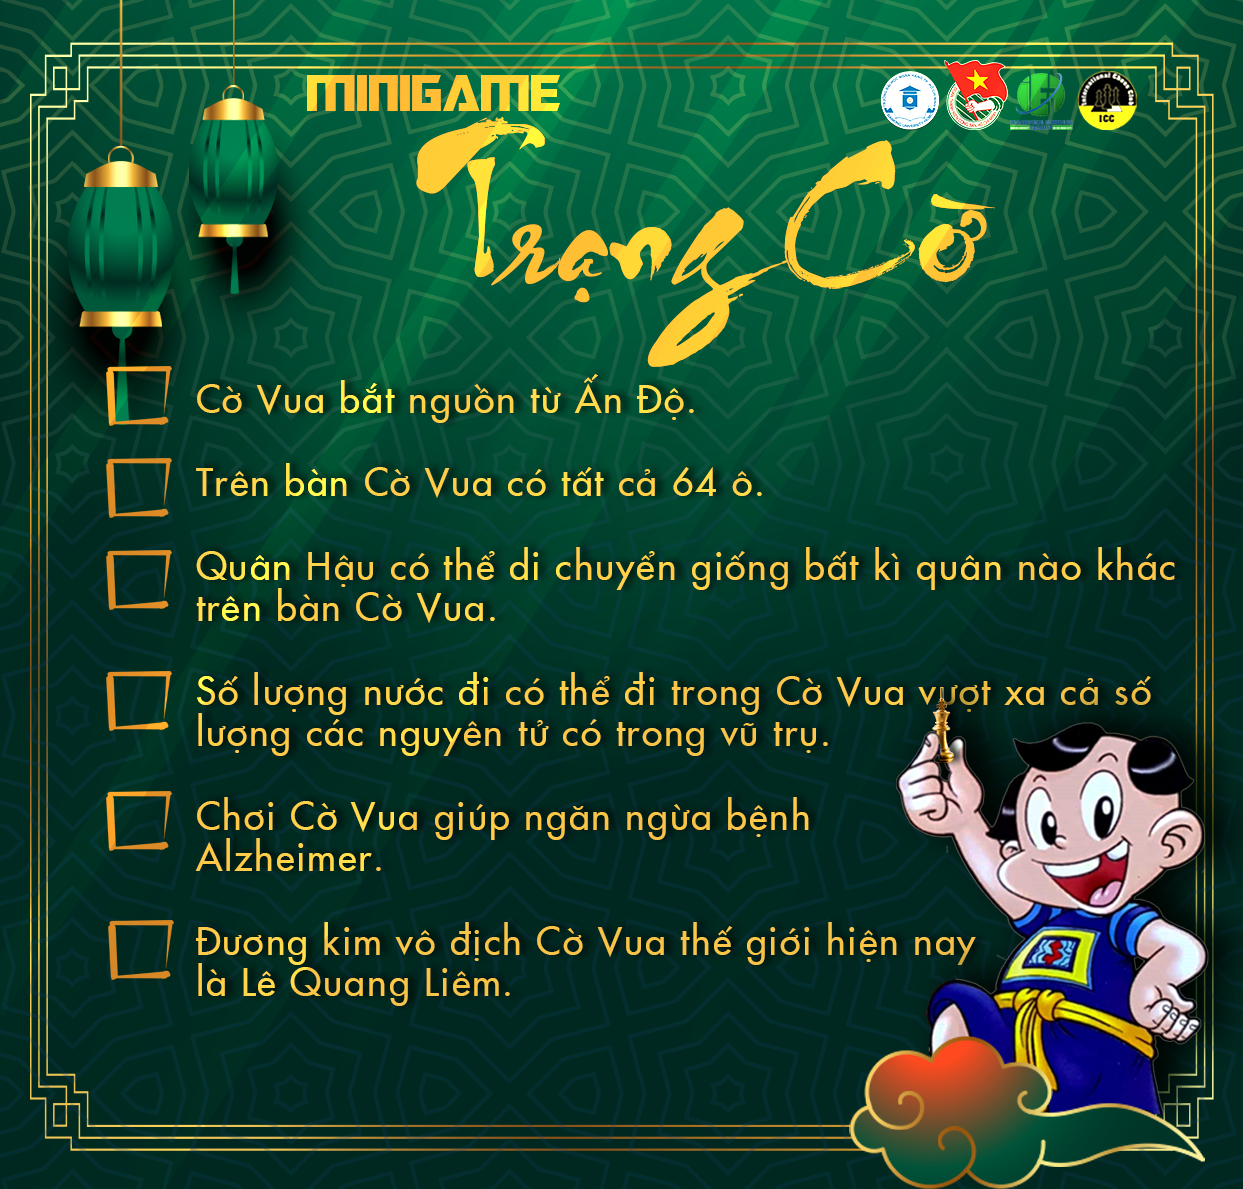 MINIGAME
Trạng Cờ
International Chess Club
ICC
Cờ Vua bắt nguồn từ Ấn Độ.
Trên bàn Cờ Vua có tất cả 64 ô.
Quân Hậu có thể di chuyển giống bất kì quân nào khác
trên bàn Cờ Vua.
Số lượng nước đi có thể đi trong Cờ Vua vượt xa cả số
lượng các nguyên tử có trong vũ trụ.
Chơi Cờ Vua giúp ngăn ngừa bệnh
Alzheimer.
Đương kim vô địch Cờ Vua thế giới hiện nay
là Lê Quang Liêm.